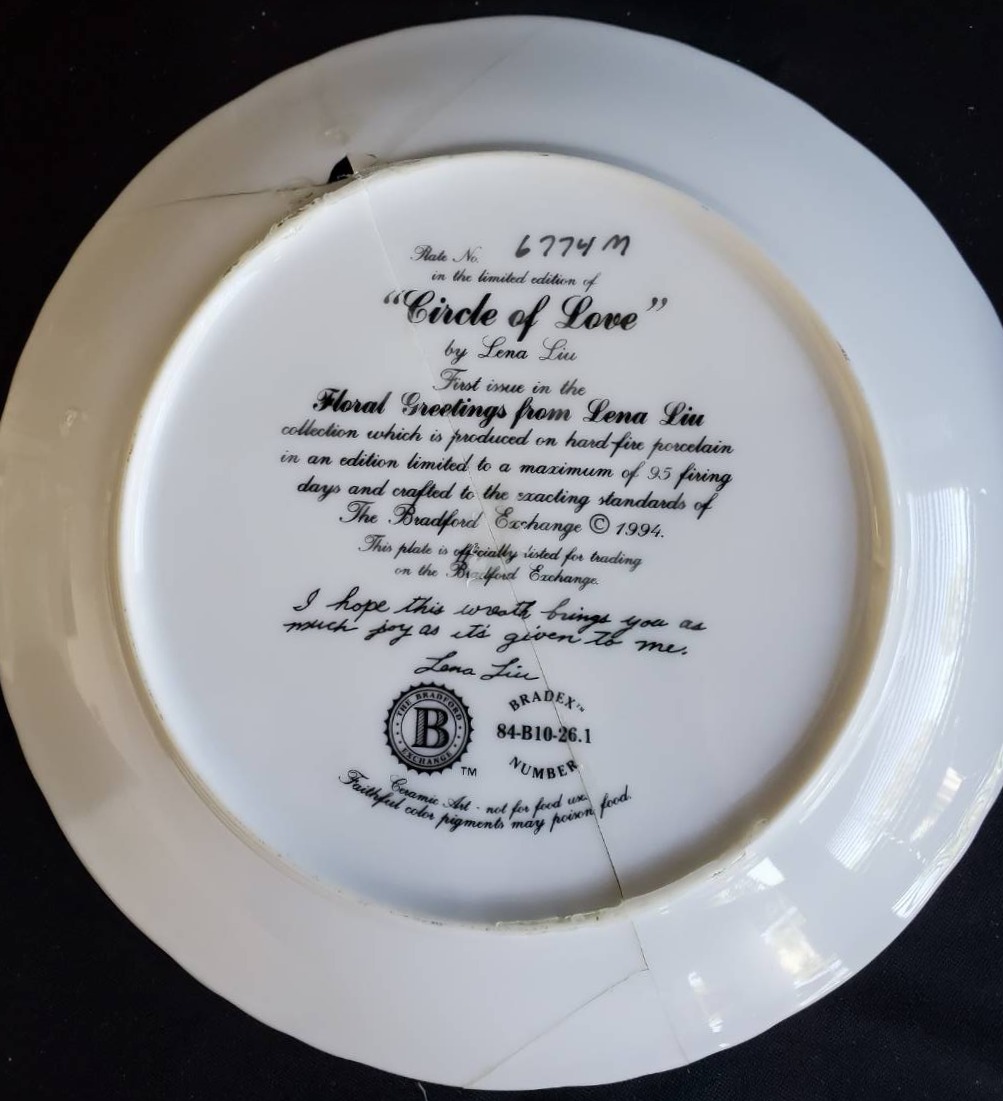 Plate No. 6774M
in the limited edition of
“Circle of Love”
by Lena Liu
First issue in the
Floral Greetings from Lena Liu
collection which is produced on hard-fire porcelain
in an edition limited to a maximum of 95 firing
days and crafted to the exacting standards of
The Bradford Exchange © 1994.
This plate is officially listed for trading
on the Bradford Exchange.
I hope this wreath brings you as
much joy as it's given to me.
Lena Liu
THE BRADFORD
B
EXCHANGE
TM
BRADEX™
84-B10-26.1
NUMBER
Ceramic Art - not for food use.
Faithful color pigments may poison food.